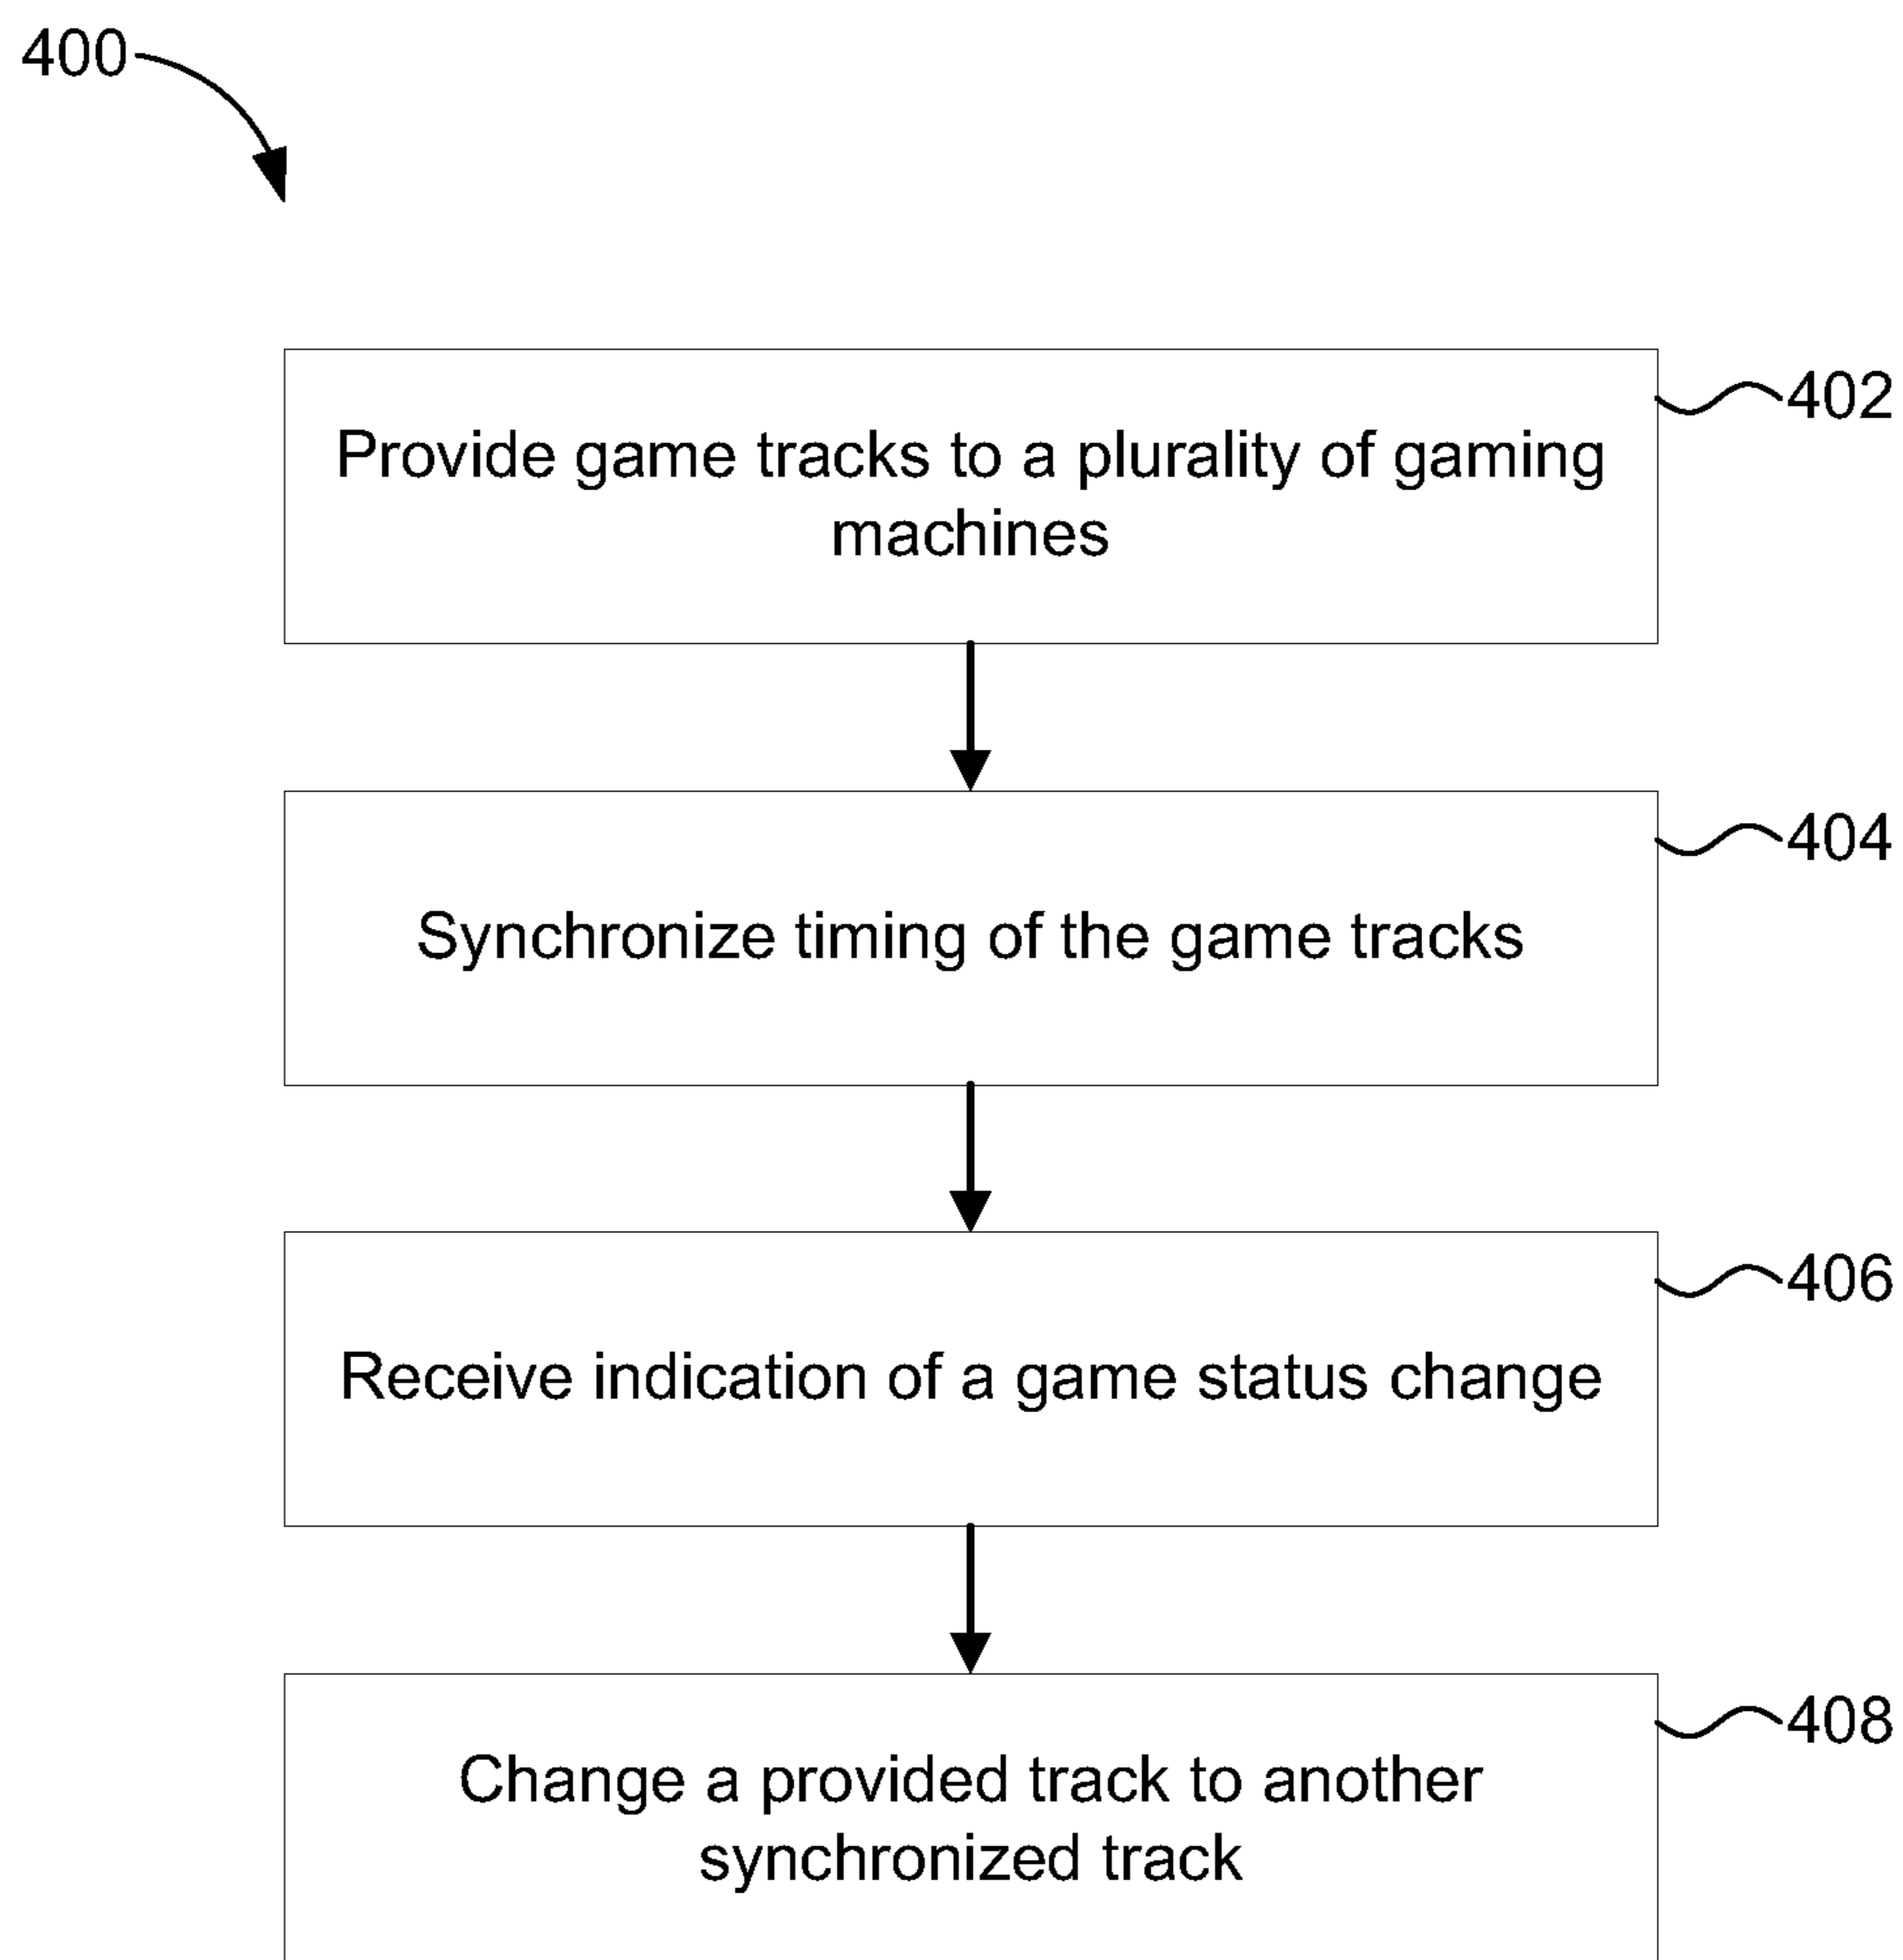 400
402
Provide game tracks to a plurality of gaming
machines
404
Synchronize timing of the game tracks
406
Receive indication of a game status change
408
Change a provided track to another
synchronized track